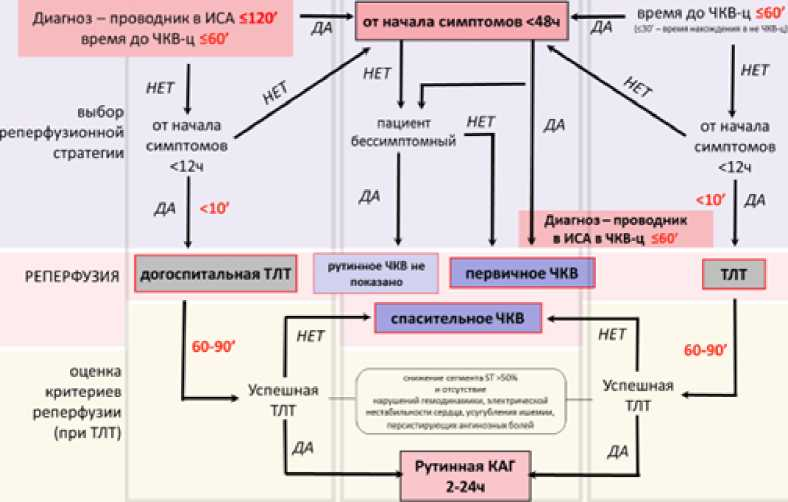 Диагноз – проводник в ИСА ≤120’
время до ЧКВ-ц ≤60’
ДА
от начала симптомов <48ч
ДА
время до ЧКВ-ц ≤60’
(≤30’ – время нахождения в не ЧКВ-ц)
НЕТ
НЕТ
НЕТ
НЕТ
НЕТ
выбор
реперфузионной
стратегии
от начала
симптомов
<12ч
пациент
бессимптомный
НЕТ
ДА
от начала
симптомов
<12ч
ДА
<10’
ДА
<10’
ДА
Диагноз – проводник
в ИСА в ЧКВ-ц ≤60’
РЕПЕРФУЗИЯ
догоспитальная ТЛТ
рутинное ЧКВ не
показано
первичное ЧКВ
ТЛТ
спасительное ЧКВ
60-90’
НЕТ
НЕТ
60-90’
оценка
критериев
реперфузии
(при ТЛТ)
Успешная
ТЛТ
снижение сегмента ST >50%
и отсутствие
нарушений гемодинамики, электрической
нестабильности сердца, усугубления ишемии,
персистирующих ангинозных болей
Успешная
ТЛТ
ДА
ДА
Рутинная КАГ
2-24ч